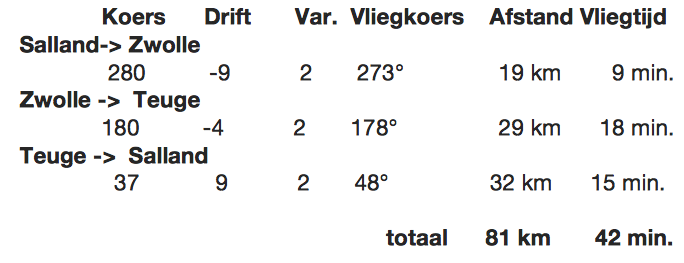 Koers Drift Var. Vliegkoers Afstand Vliegtijd
Salland-> Zwolle
280 -9 2 273° 19 km 9 min.
Zwolle -> Teuge
180 -4 2 178° 29 km 18 min.
Teuge -> Salland
37 9 2 48° 32 km 15 min.
totaal 81 km 42 min.